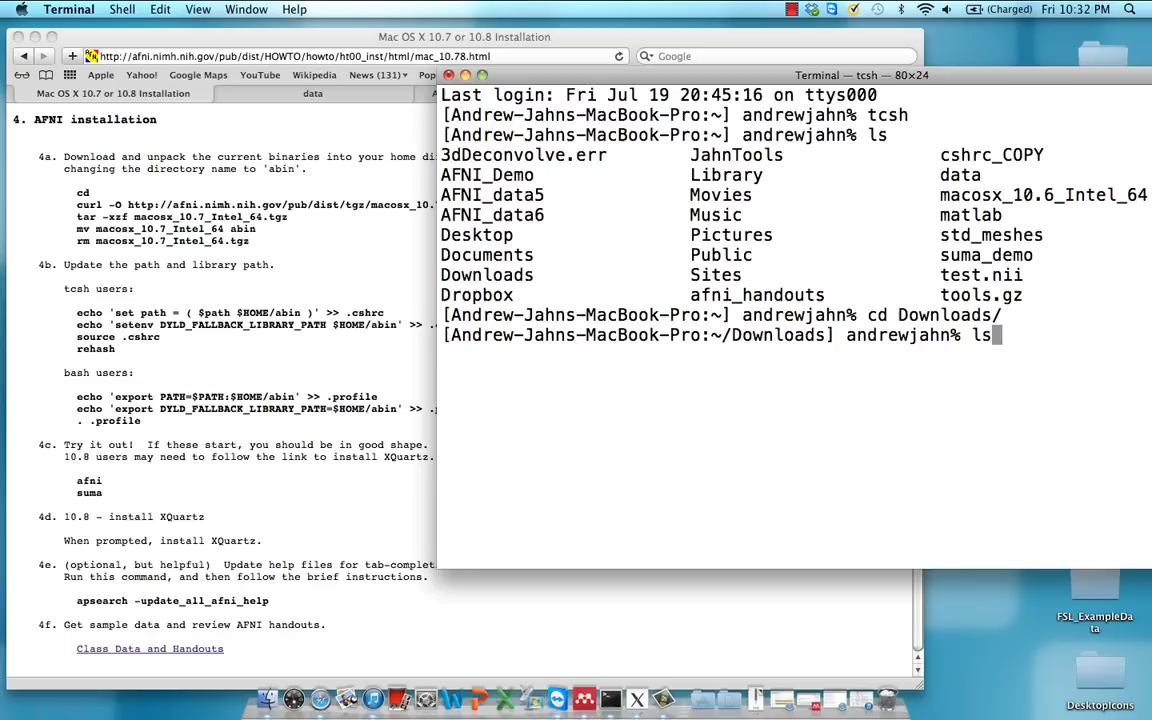 Terminal Shell Edit View Window Help (Charged) Fri 10:32 PM
Mac OS X 10.7 or 10.8 Installation
http://afni.nimh.nih.gov/pub/dist/HOWTO/howto/ht00_inst/html/mac_10.78.html Google
Apple Yahoo! Google Maps YouTube Wikipedia News (131) Pop
Mac OS X 10.7 or 10.8 Installation data
4. AFNI installation
4a. Download and unpack the current binaries into your home di
changing the directory name to 'abin'.
cd
curl -O http://afni.nimh.nih.gov/pub/dist/tgz/macosx_10.
tar -xzf macosx_10.7_Intel_64.tgz
mv macosx_10.7_Intel_64 abin
rm macosx_10.7_Intel_64.tgz
4b. Update the path and library path.
tcsh users:
echo 'set path = ( $path $HOME/abin )' >> .cshrc
echo 'setenv DYLD_FALLBACK_LIBRARY_PATH $HOME/abin' >> .
source .cshrc
rehash
bash users:
echo 'export PATH=$PATH:$HOME/abin' >> .profile
echo 'export DYLD_FALLBACK_LIBRARY_PATH=$HOME/abin' >> .
. .profile
4c. Try it out! If these start, you should be in good shape.
10.8 users may need to follow the link to install XQuartz.
afni
suma
4d. 10.8 - install XQuartz
When prompted, install XQuartz.
4e. (optional, but helpful) Update help files for tab-complet
Run this command, and then follow the brief instructions.
apsearch -update_all_afni_help
4f. Get sample data and review AFNI handouts.
Class Data and Handouts
Terminal — tcsh — 80×24
Last login: Fri Jul 19 20:45:16 on ttys000
[Andrew-Jahns-MacBook-Pro:~] andrewjahn% tcsh
[Andrew-Jahns-MacBook-Pro:~] andrewjahn% ls
3dDeconvolve.err JahnTools cshrc_COPY
AFNI_Demo Library data
AFNI_data5 Movies macosx_10.6_Intel_64
AFNI_data6 Music matlab
Desktop Pictures std_meshes
Documents Public suma_demo
Downloads Sites test.nii
Dropbox afni_handouts tools.gz
[Andrew-Jahns-MacBook-Pro:~] andrewjahn% cd Downloads/
[Andrew-Jahns-MacBook-Pro:~/Downloads] andrewjahn% ls
FSL_ExampleDa
ta
DesktopIcons